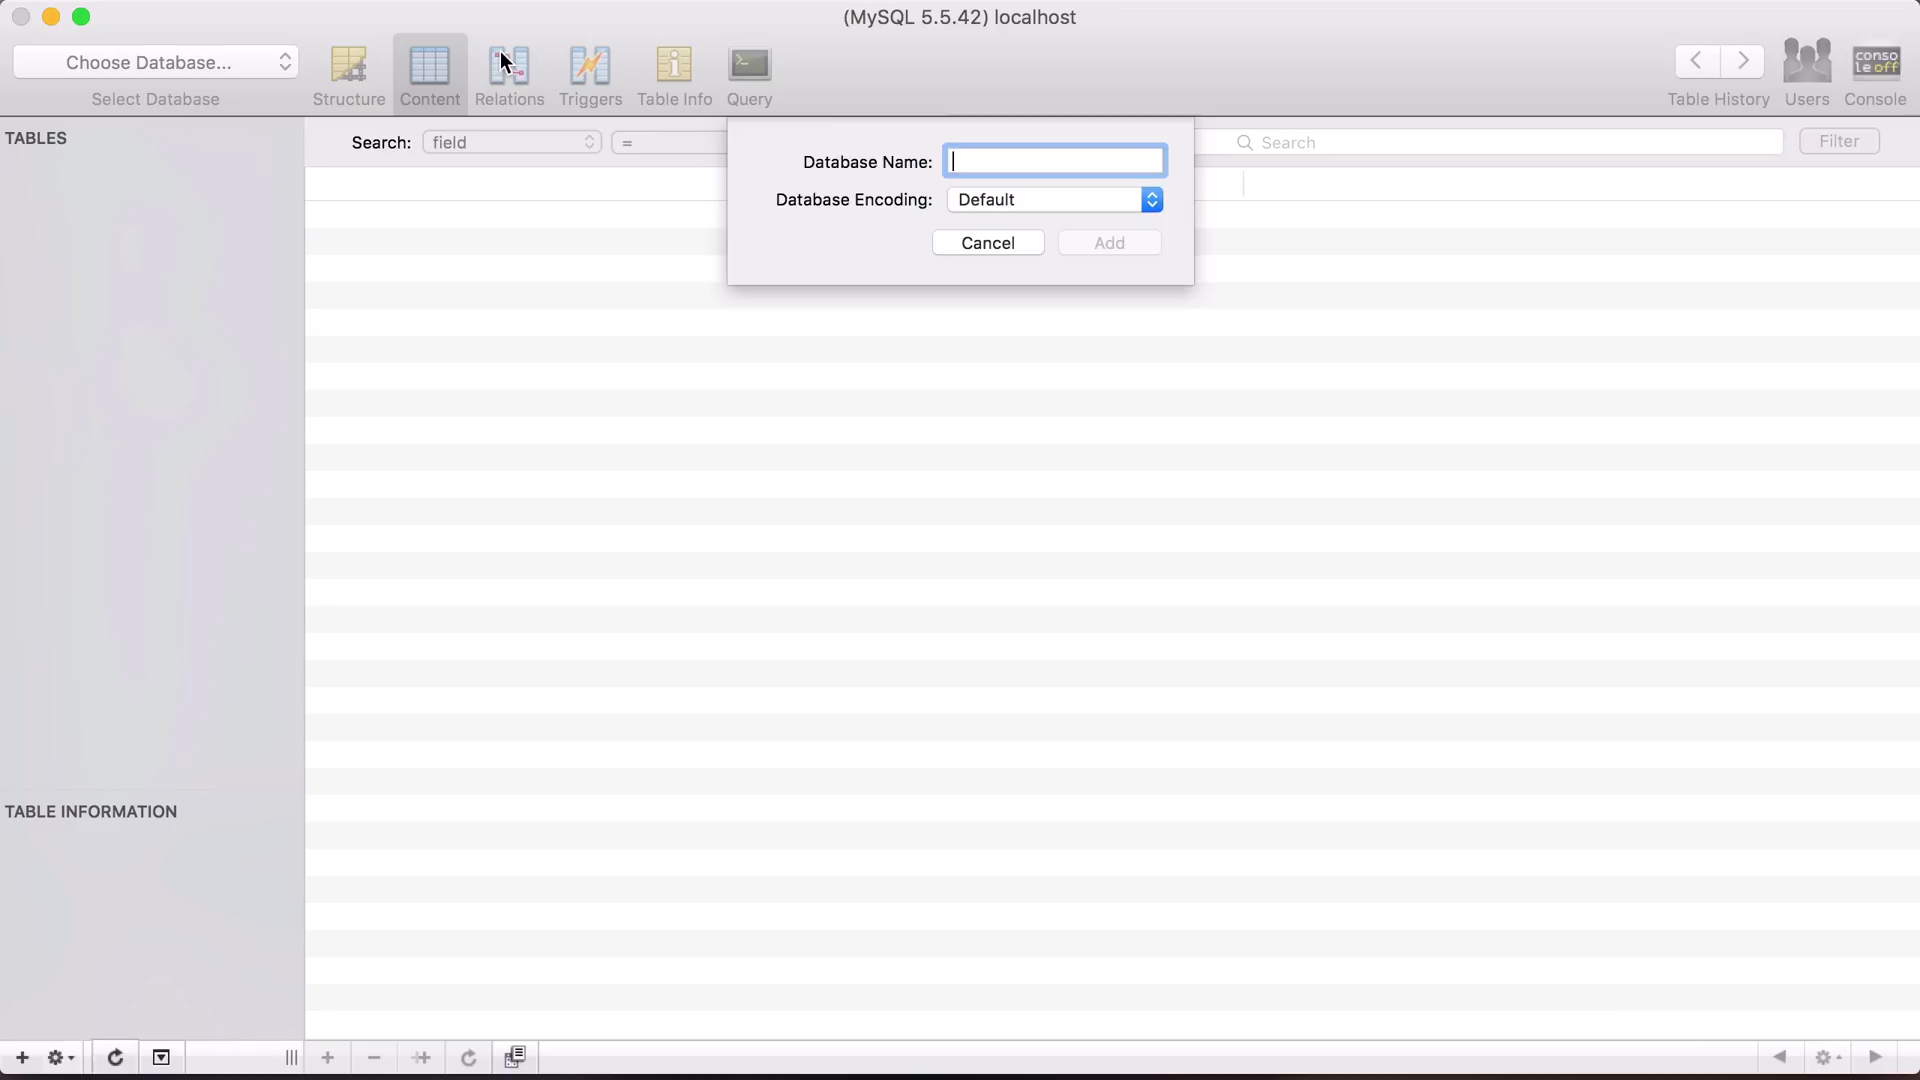 (MySQL 5.5.42) localhost
Choose Database...
Select Database
Structure
Content
Relations
Triggers
Table Info
Query
Table History
Users
conso
le off
Console
TABLES
Search:
field
=
Search
Filter
Database Name:
Database Encoding:
Default
Cancel
Add
TABLE INFORMATION